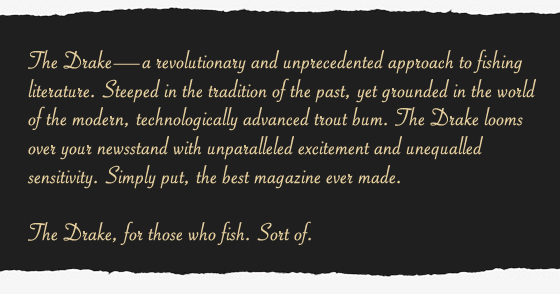 The Drake——a revolutionary and unprecedented approach to fishing
literature. Steeped in the tradition of the past, yet grounded in the world
of the modern, technologically advanced trout bum. The Drake looms
over your newsstand with unparalleled excitement and unequalled
sensitivity. Simply put, the best magazine ever made.
The Drake, for those who fish. Sort of.